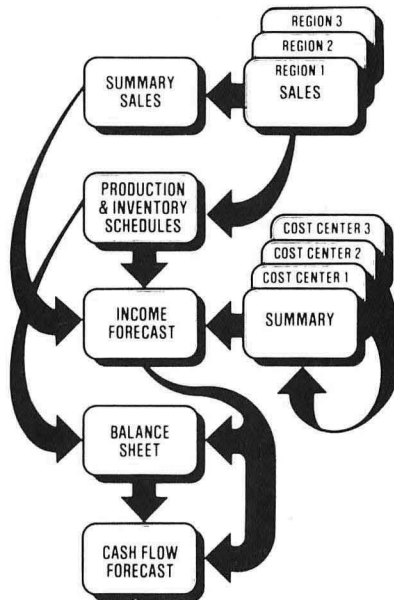 REGION 3
REGION 2
REGION 1
SALES
SUMMARY
SALES
PRODUCTION
& INVENTORY
SCHEDULES
COST CENTER 3
COST CENTER 2
COST CENTER 1
SUMMARY
INCOME
FORECAST
BALANCE
SHEET
CASH FLOW
FORECAST